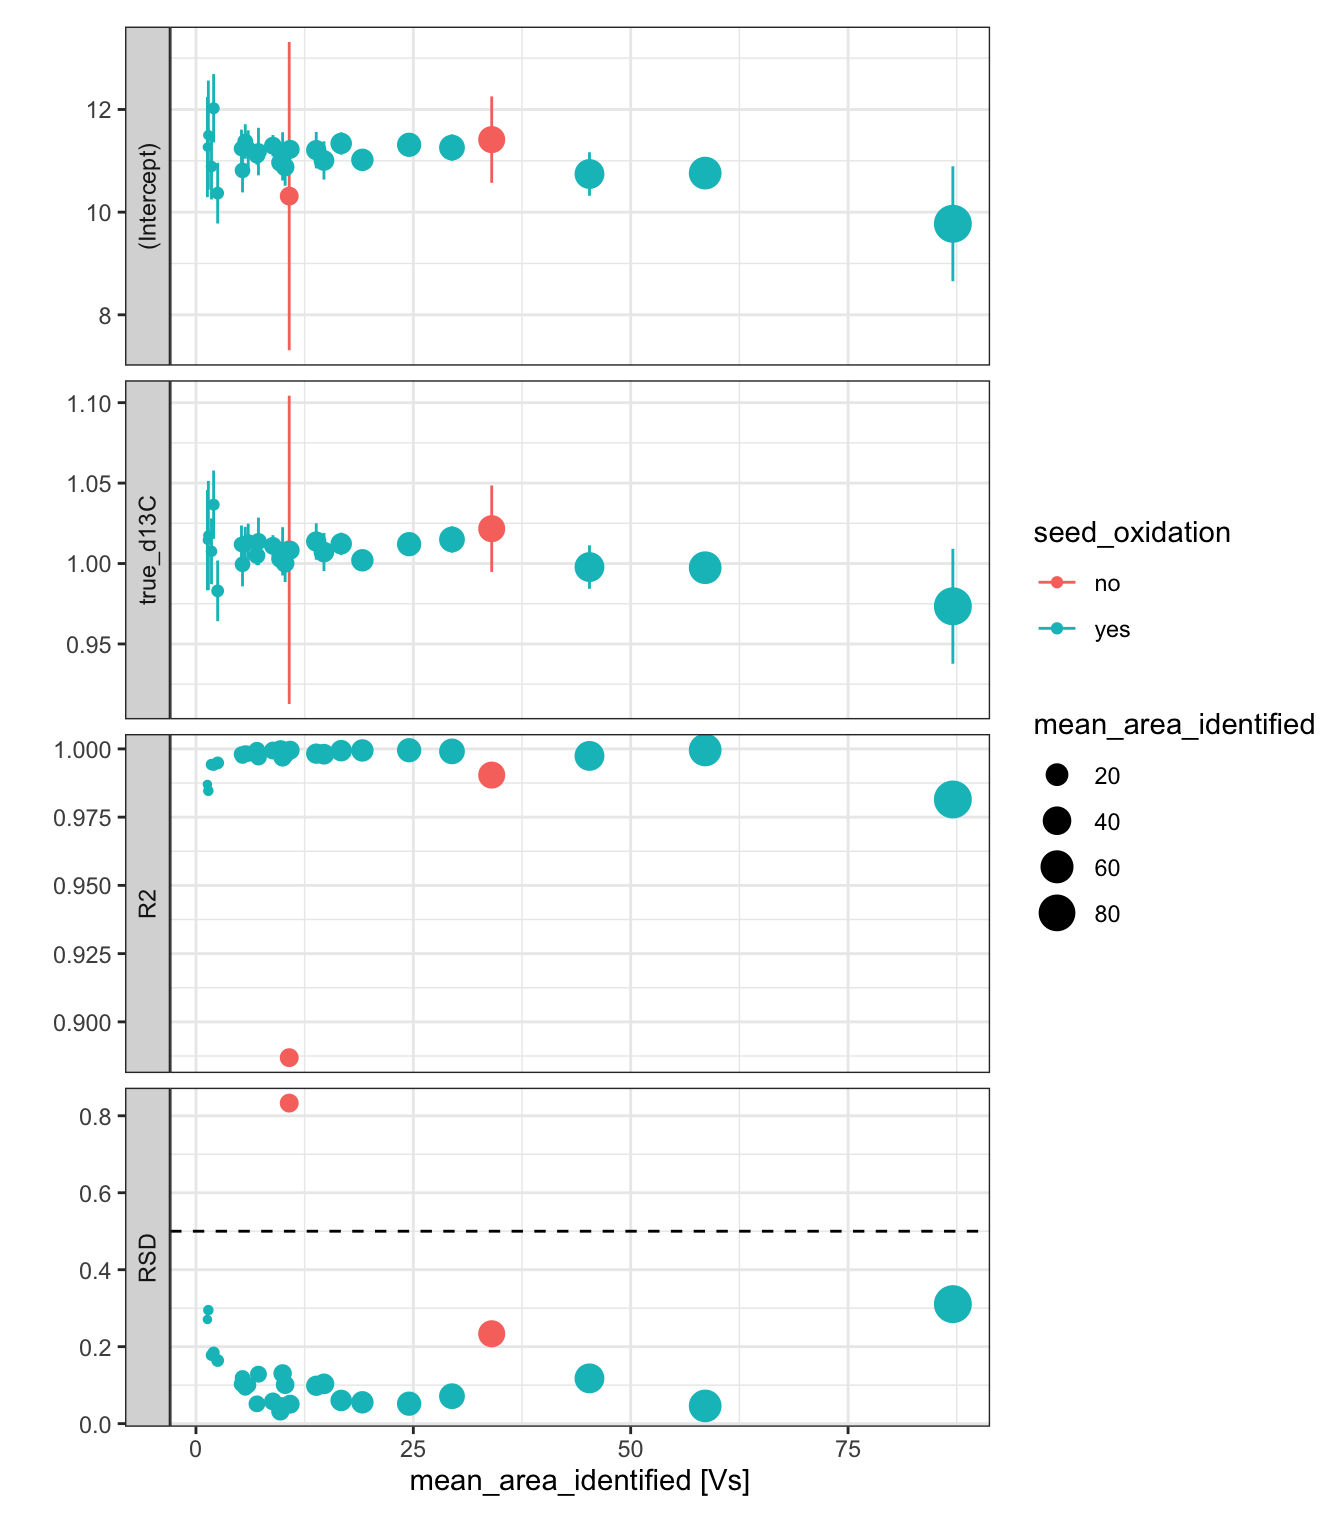 (Intercept)
12
10
8
true_d13C
1.10
1.05
1.00
0.95
R2
1.000
0.975
0.950
0.925
0.900
RSD
0.8
0.6
0.4
0.2
0.0
0
25
50
75
mean_area_identified [Vs]
seed_oxidation
no
yes
mean_area_identified
20
40
60
80